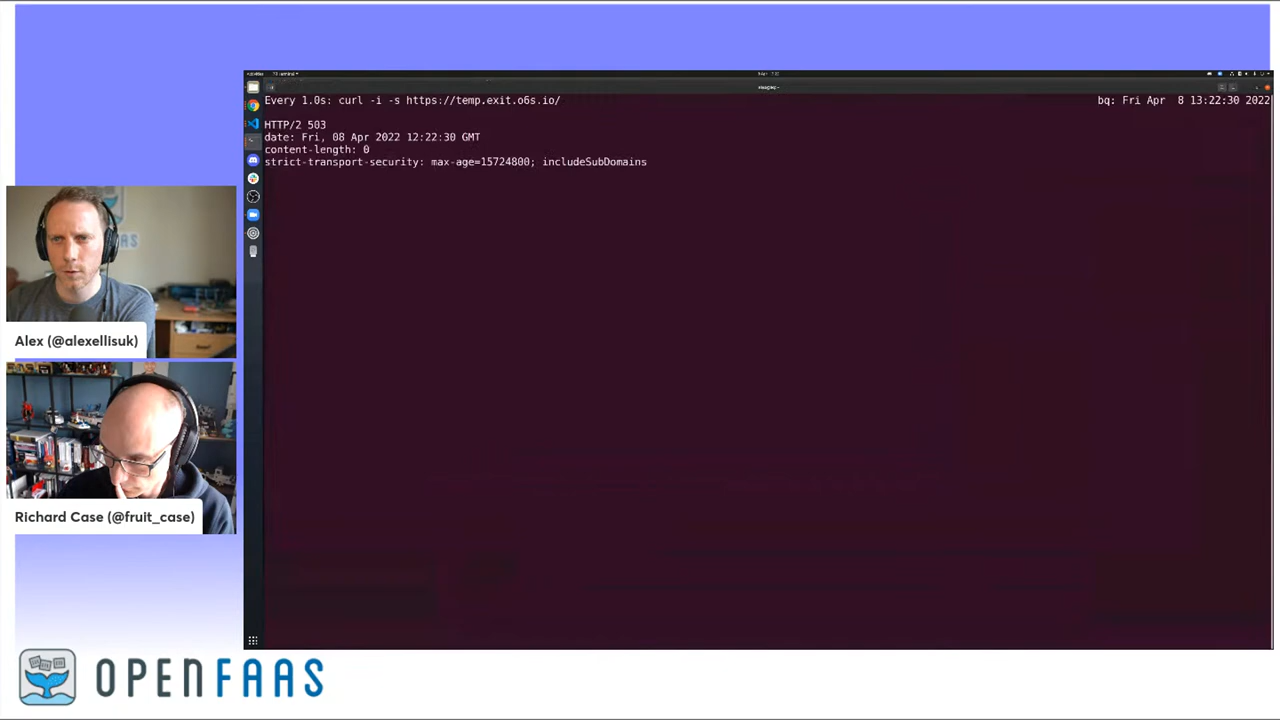 Every 1.0s: curl -i -s https://temp.exit.o6s.io/
bq: Fri Apr  8 13:22:30 2022
HTTP/2 503
date: Fri, 08 Apr 2022 12:22:30 GMT
content-length: 0
strict-transport-security: max-age=15724800; includeSubDomains
Alex (@alexellisuk)
Richard Case (@fruit_case)
OPENFAAS